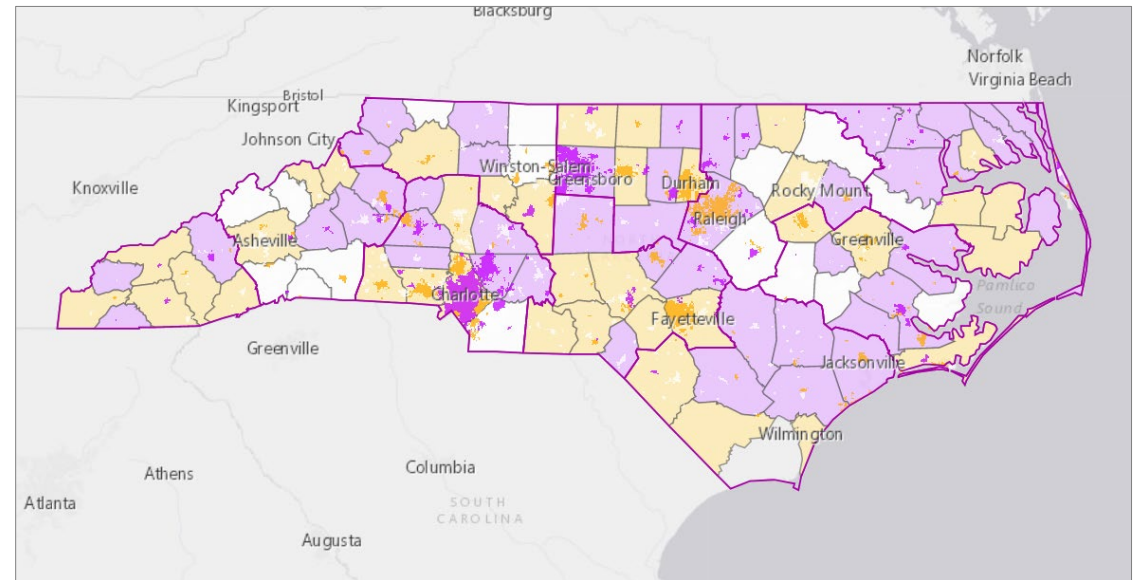 Blacksburg
Norfolk
Virginia Beach
Bristol
Kingsport
Johnson City
Winston-Salem
Greensboro
Durham
Knoxville
Rocky Mount
Raleigh
Asheville
Greenville
Pamlico
Sound
Charlotte
Fayetteville
Greenville
Jacksonville
Wilmington
Columbia
Athens
SOUTH
CAROLINA
Atlanta
Augusta